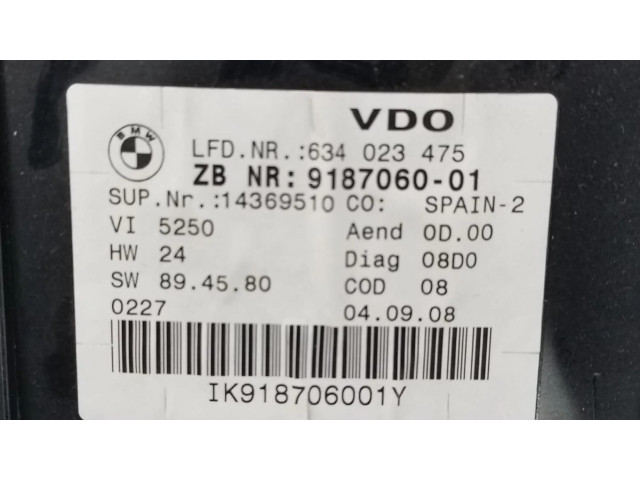 BMW
VDO
LFD.NR.:634 023 475
ZB NR: 9187060-01
SUP.Nr.:14369510 CO: SPAIN-2
VI 5250 Aend 0D.00
HW 24 Diag 08D0
SW 89.45.80 COD 08
0227 04.09.08
IK918706001Y